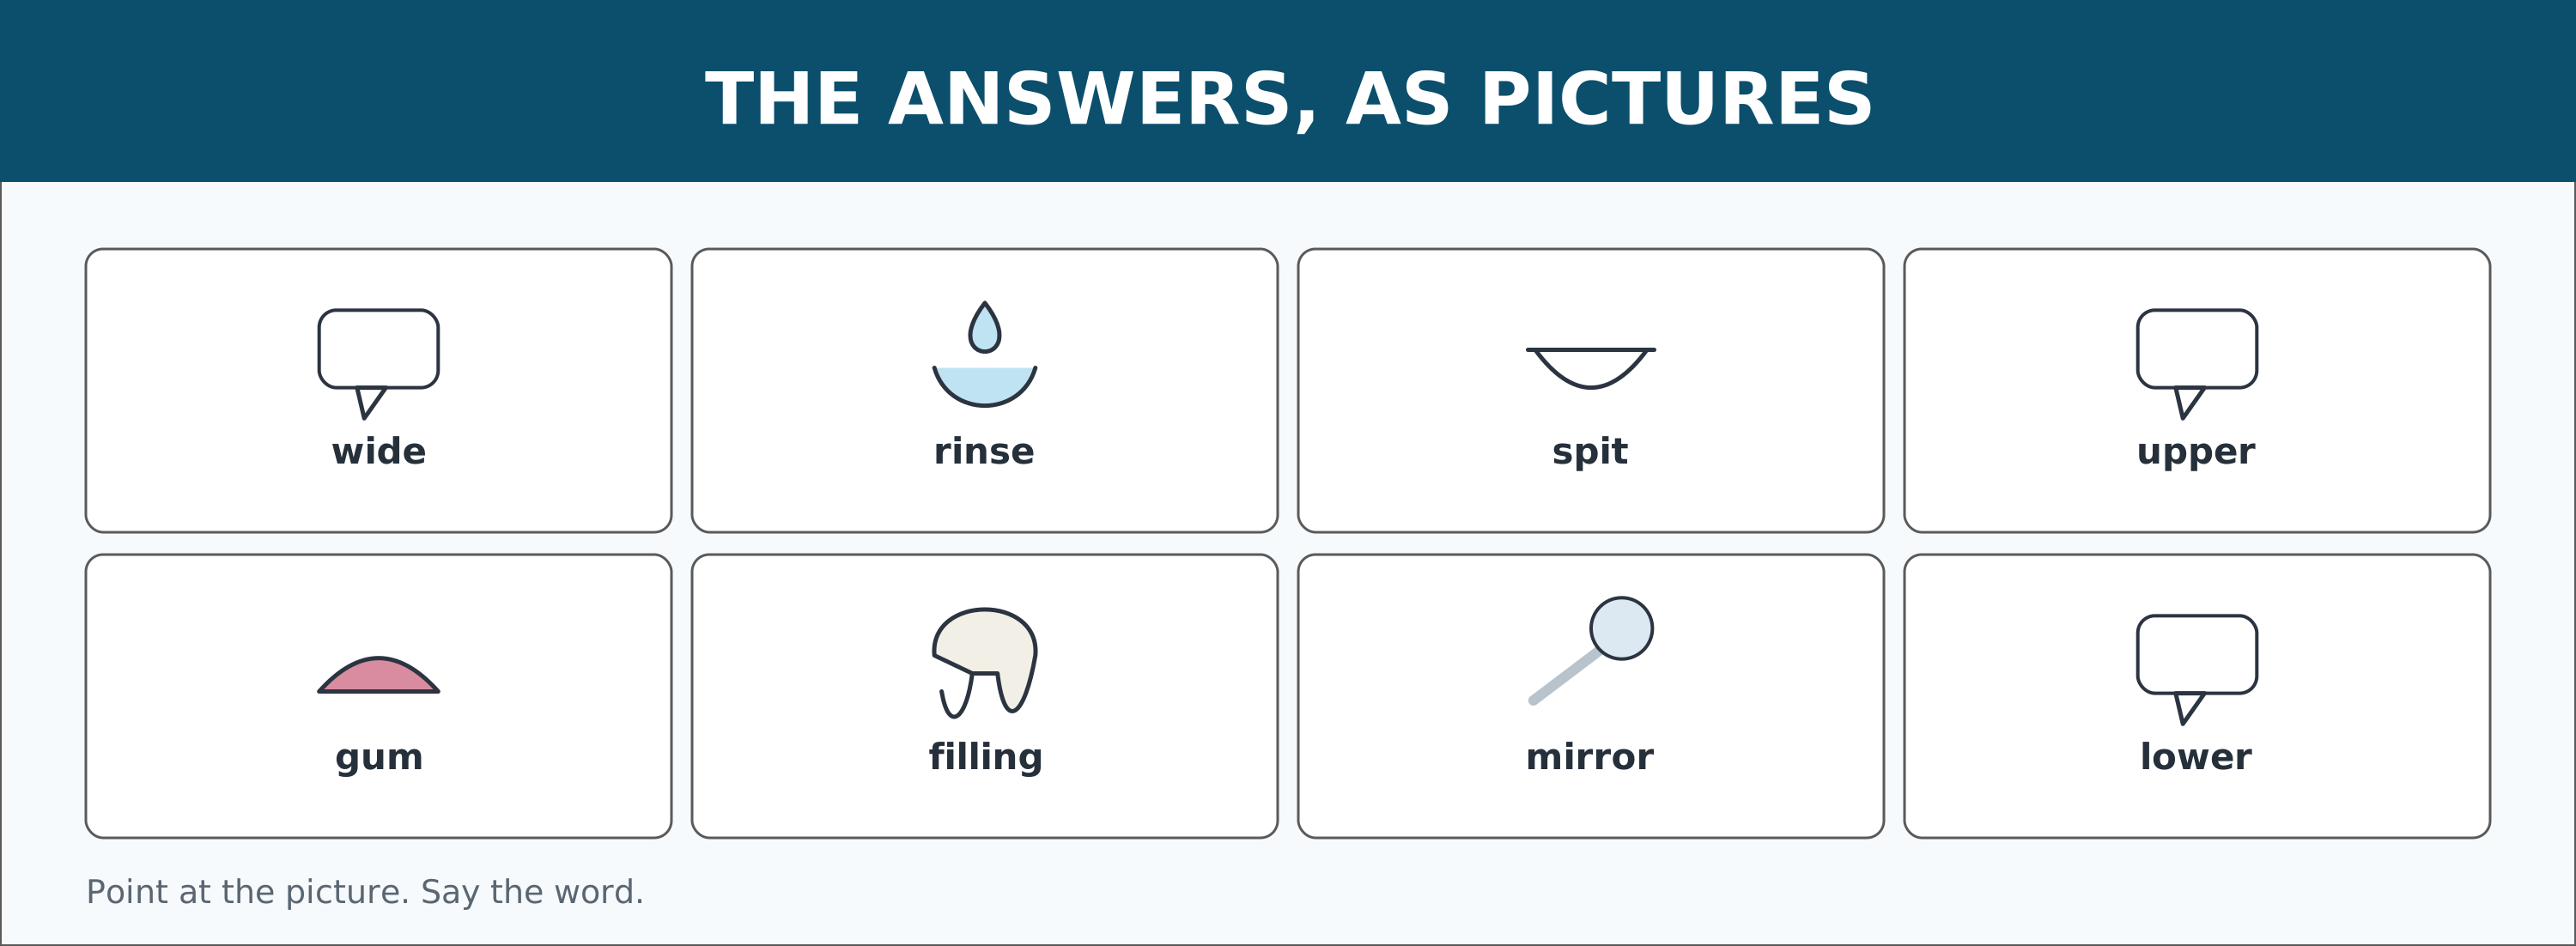 THE ANSWERS, AS PICTURES
wide
rinse
spit
upper
gum
filling
mirror
lower
Point at the picture. Say the word.